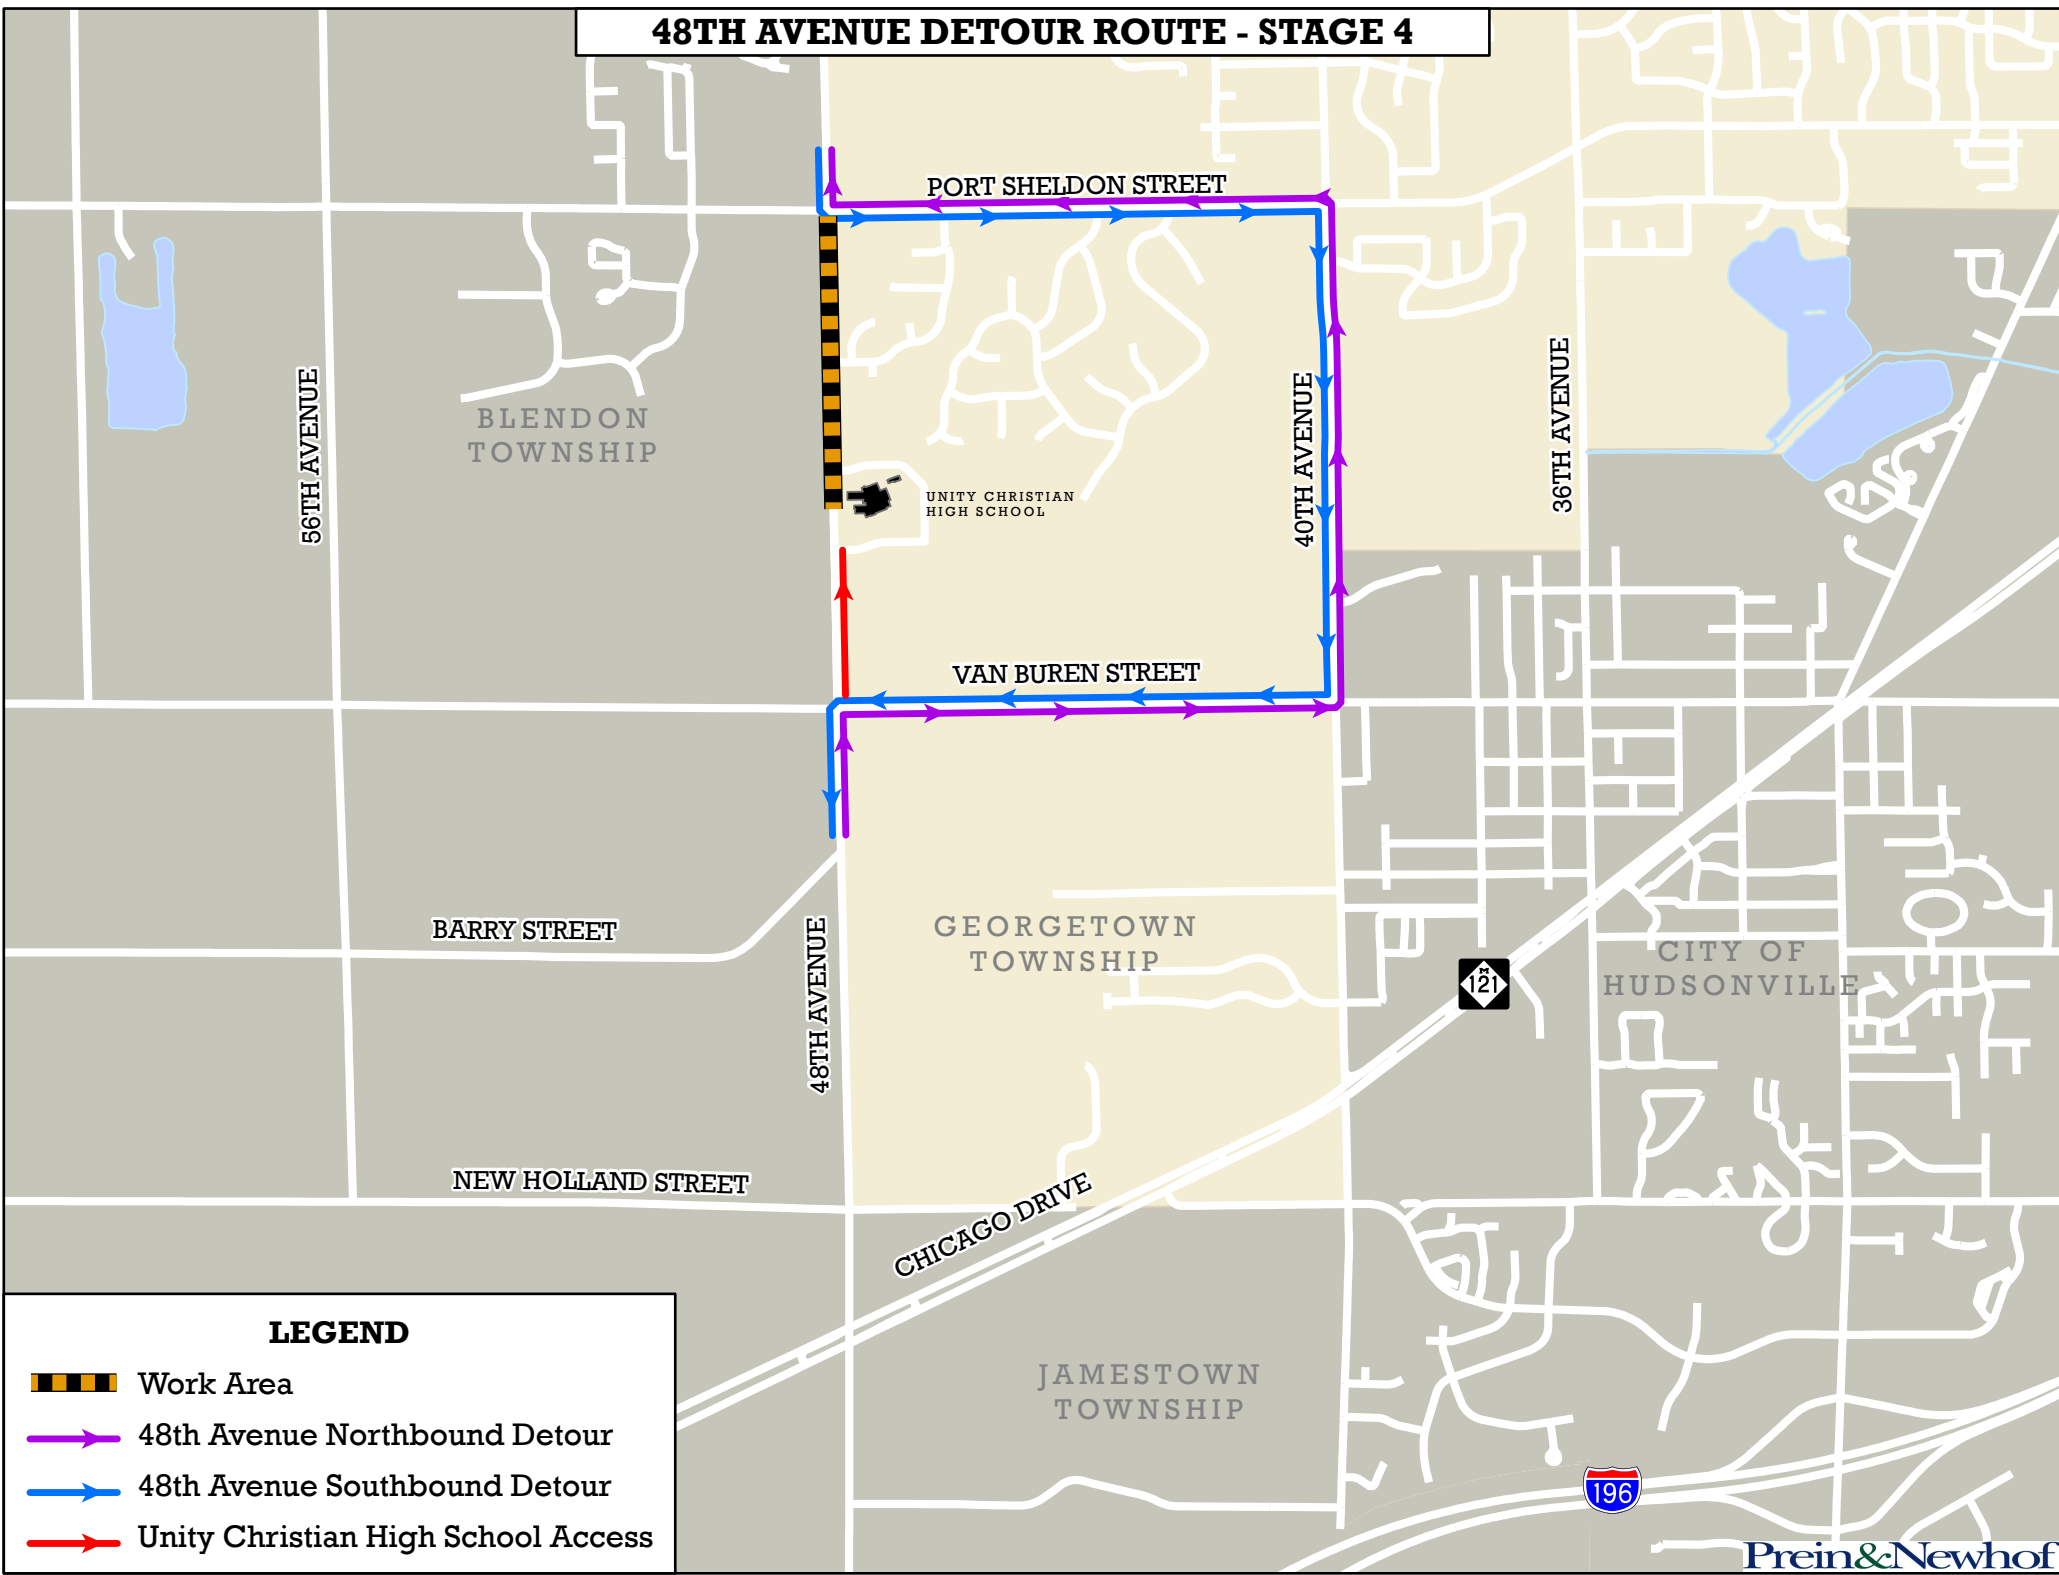 48TH AVENUE DETOUR ROUTE - STAGE 4
PORT SHELDON STREET
56TH AVENUE
BLENDON
TOWNSHIP
40TH AVENUE
36TH AVENUE
UNITY CHRISTIAN
HIGH SCHOOL
VAN BUREN STREET
BARRY STREET
48TH AVENUE
GEORGETOWN
TOWNSHIP
M
121
CITY OF
HUDSONVILLE
NEW HOLLAND STREET
CHICAGO DRIVE
JAMESTOWN
TOWNSHIP
196
LEGEND
Work Area
48th Avenue Northbound Detour
48th Avenue Southbound Detour
Unity Christian High School Access
Prein&Newhof